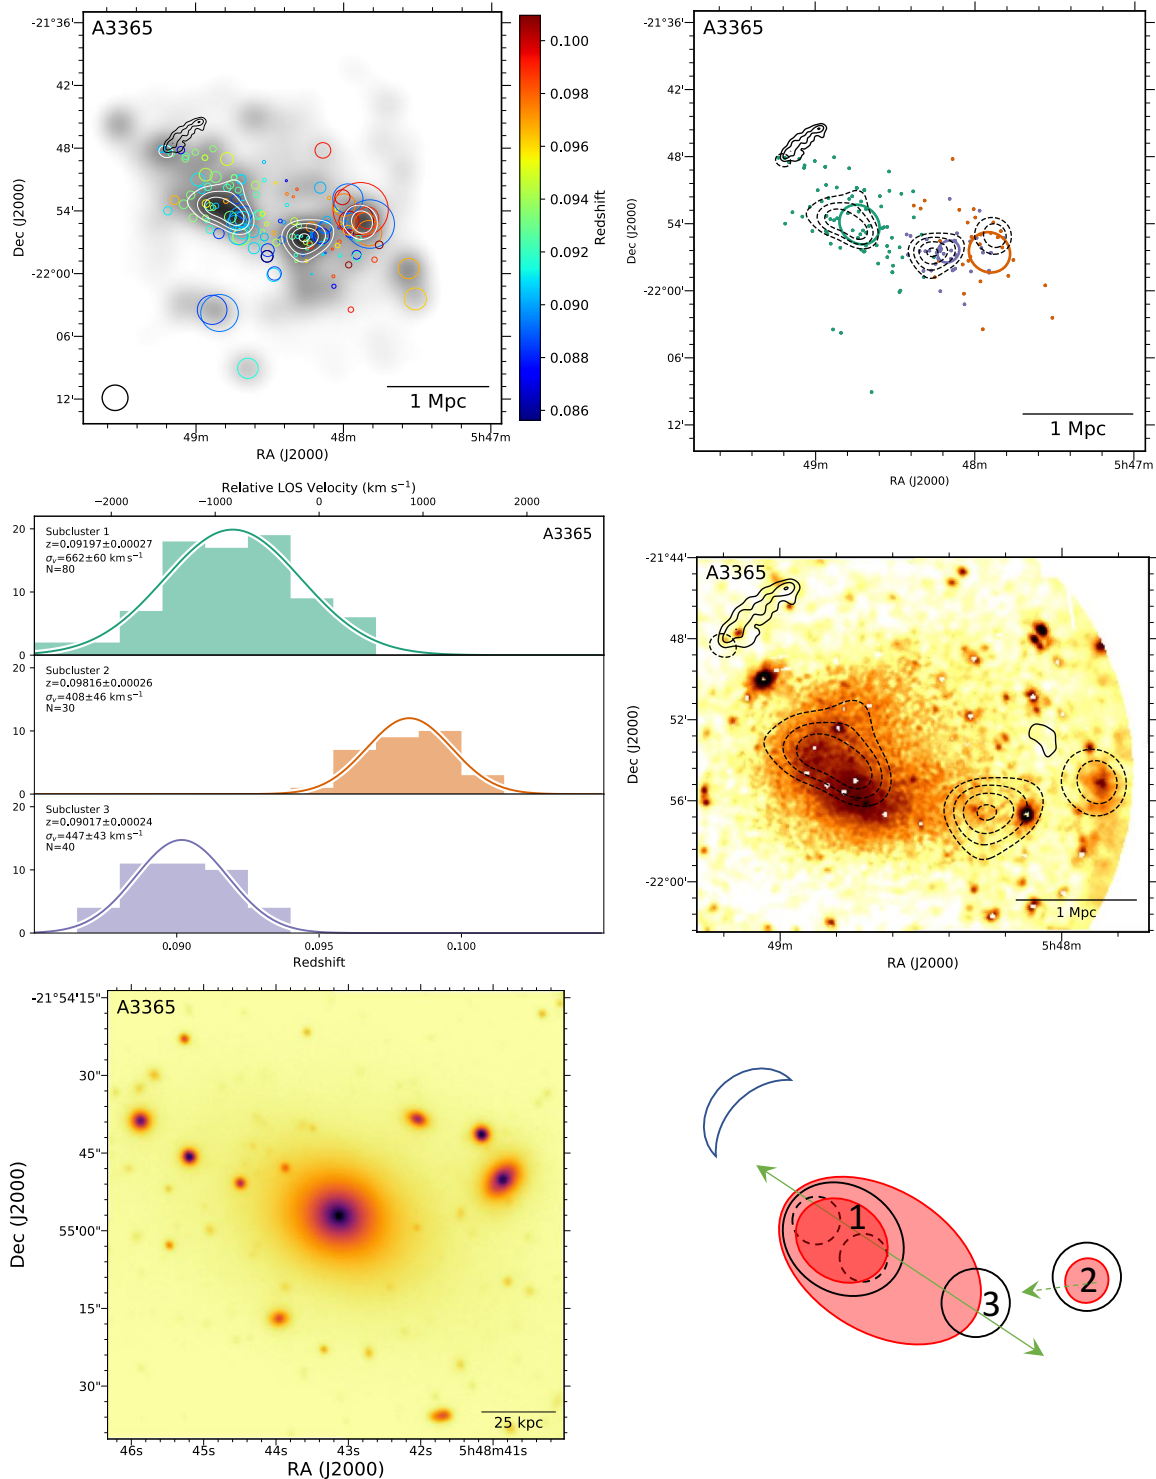 A3365
-21°36'
42'
48'
54'
-22°00'
06'
12'
Dec (J2000)
49m
48m
5h47m
RA (J2000)
1 Mpc
0.100
0.098
0.096
0.094
0.092
0.090
0.088
0.086
Redshift
A3365
-21°36'
42'
48'
54'
-22°00'
06'
12'
Dec (J2000)
49m
48m
5h47m
RA (J2000)
1 Mpc
Relative LOS Velocity (km s⁻¹)
−2000 −1000 0 1000 2000
A3365
Subcluster 1
z=0.09197±0.00027
σᵥ=662±60 km s⁻¹
N=80
20
10
0
Subcluster 2
z=0.09816±0.00026
σᵥ=408±46 km s⁻¹
N=30
20
10
0
Subcluster 3
z=0.09017±0.00024
σᵥ=447±43 km s⁻¹
N=40
20
10
0
0.090 0.095 0.100
Redshift
A3365
-21°44'
48'
52'
56'
-22°00'
Dec (J2000)
49m
5h48m
RA (J2000)
1 Mpc
A3365
-21°54'15"
30"
45"
55'00"
15"
30"
Dec (J2000)
46s 45s 44s 43s 42s 5h48m41s
RA (J2000)
25 kpc
1
2
3